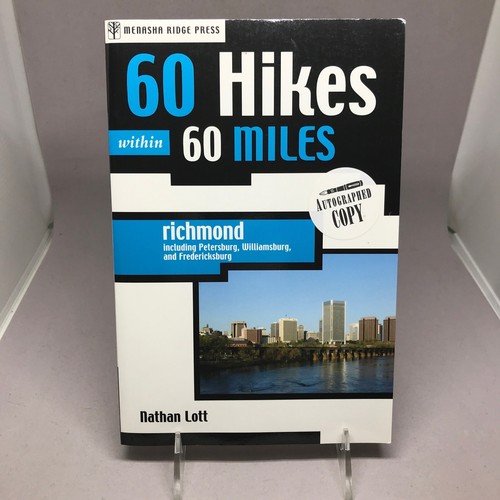 MENASHA RIDGE PRESS
60 Hikes
within 60 MILES
AUTOGRAPHED
COPY
richmond
including Petersburg, Williamsburg,
and Fredericksburg
Nathan Lott